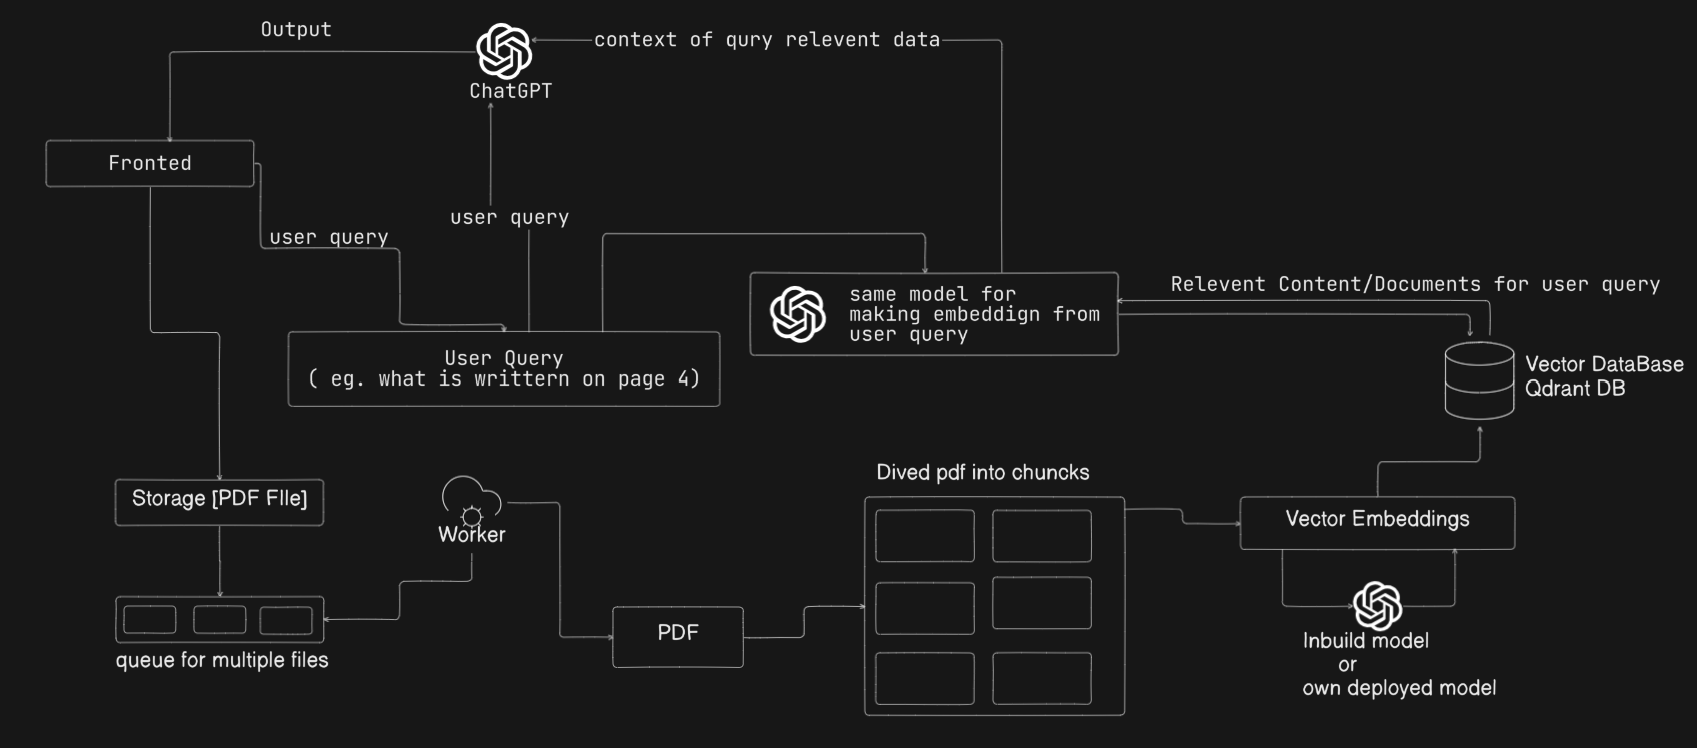 Output
context of qury relevent data
ChatGPT
Fronted
user query
user query
same model for
making embeddign from
user query
Relevent Content/Documents for user query
User Query
( eg. what is writtern on page 4)
Vector DataBase
Qdrant DB
Storage [PDF FIle]
Worker
Dived pdf into chuncks
Vector Embeddings
PDF
queue for multiple files
Inbuild model
or
own deployed model